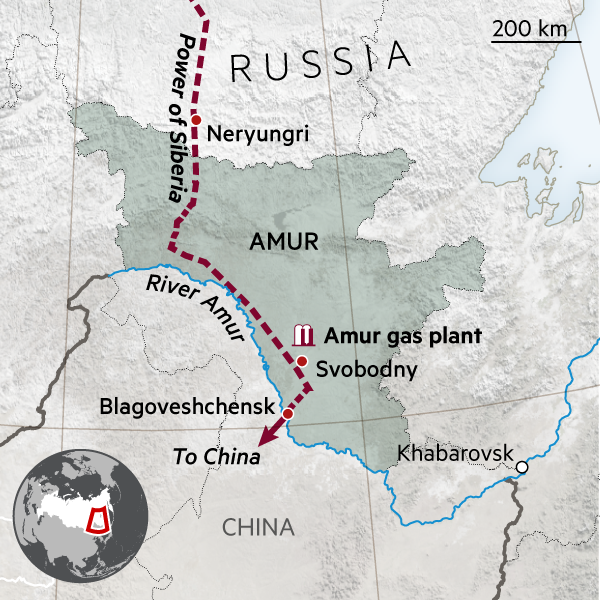 200 km
RUSSIA
Power of Siberia
Neryungri
AMUR
River Amur
Amur gas plant
Svobodny
Blagoveshchensk
To China
Khabarovsk
CHINA